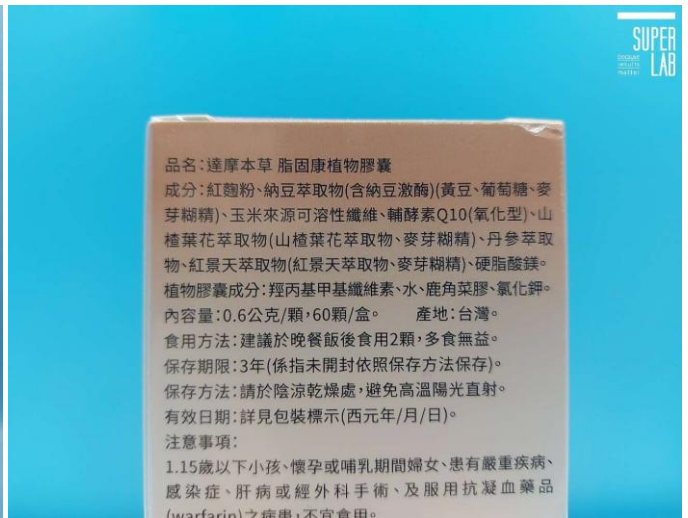 SUPER
LAB
because
results
matter
品名:達摩本草 脂固康植物膠囊
成分:紅麴粉、納豆萃取物(含納豆激酶)(黃豆、葡萄糖、麥
芽糊精)、玉米來源可溶性纖維、輔酵素Q10(氧化型)、山
楂葉花萃取物(山楂葉花萃取物、麥芽糊精)、丹參萃取
物、紅景天萃取物(紅景天萃取物、麥芽糊精)、硬脂酸鎂。
植物膠囊成分:羥丙基甲基纖維素、水、鹿角菜膠、氯化鉀。
內容量:0.6公克/顆,60顆/盒。 產地:台灣。
食用方法:建議於晚餐飯後食用2顆,多食無益。
保存期限:3年(係指未開封依照保存方法保存)。
保存方法:請於陰涼乾燥處,避免高溫陽光直射。
有效日期:詳見包裝標示(西元年/月/日)。
注意事項:
1.15歲以下小孩、懷孕或哺乳期間婦女、患有嚴重疾病、
感染症、肝病或經外科手術、及服用抗凝血藥品
(warfarin)之病患,不宜食用。